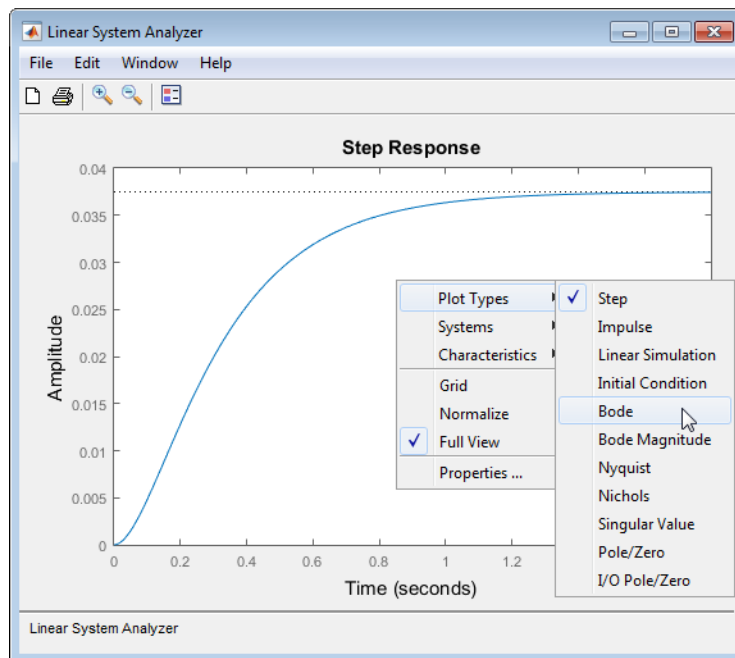 Linear System Analyzer
File Edit Window Help
Step Response
0.04
0.035
0.03
0.025
0.02
0.015
0.01
0.005
0
Amplitude
0 0.2 0.4 0.6 0.8 1 1.2
Time (seconds)
Plot Types
Systems
Characteristics
Grid
Normalize
Full View
Properties ...
Step
Impulse
Linear Simulation
Initial Condition
Bode
Bode Magnitude
Nyquist
Nichols
Singular Value
Pole/Zero
I/O Pole/Zero
Linear System Analyzer